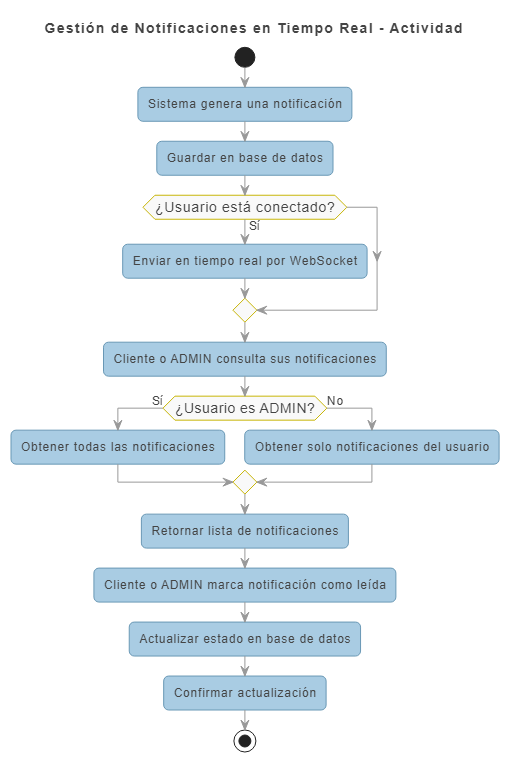 Gestión de Notificaciones en Tiempo Real - Actividad
Sistema genera una notificación
Guardar en base de datos
¿Usuario está conectado?
Sí
Enviar en tiempo real por WebSocket
Cliente o ADMIN consulta sus notificaciones
Sí
¿Usuario es ADMIN?
No
Obtener todas las notificaciones
Obtener solo notificaciones del usuario
Retornar lista de notificaciones
Cliente o ADMIN marca notificación como leída
Actualizar estado en base de datos
Confirmar actualización